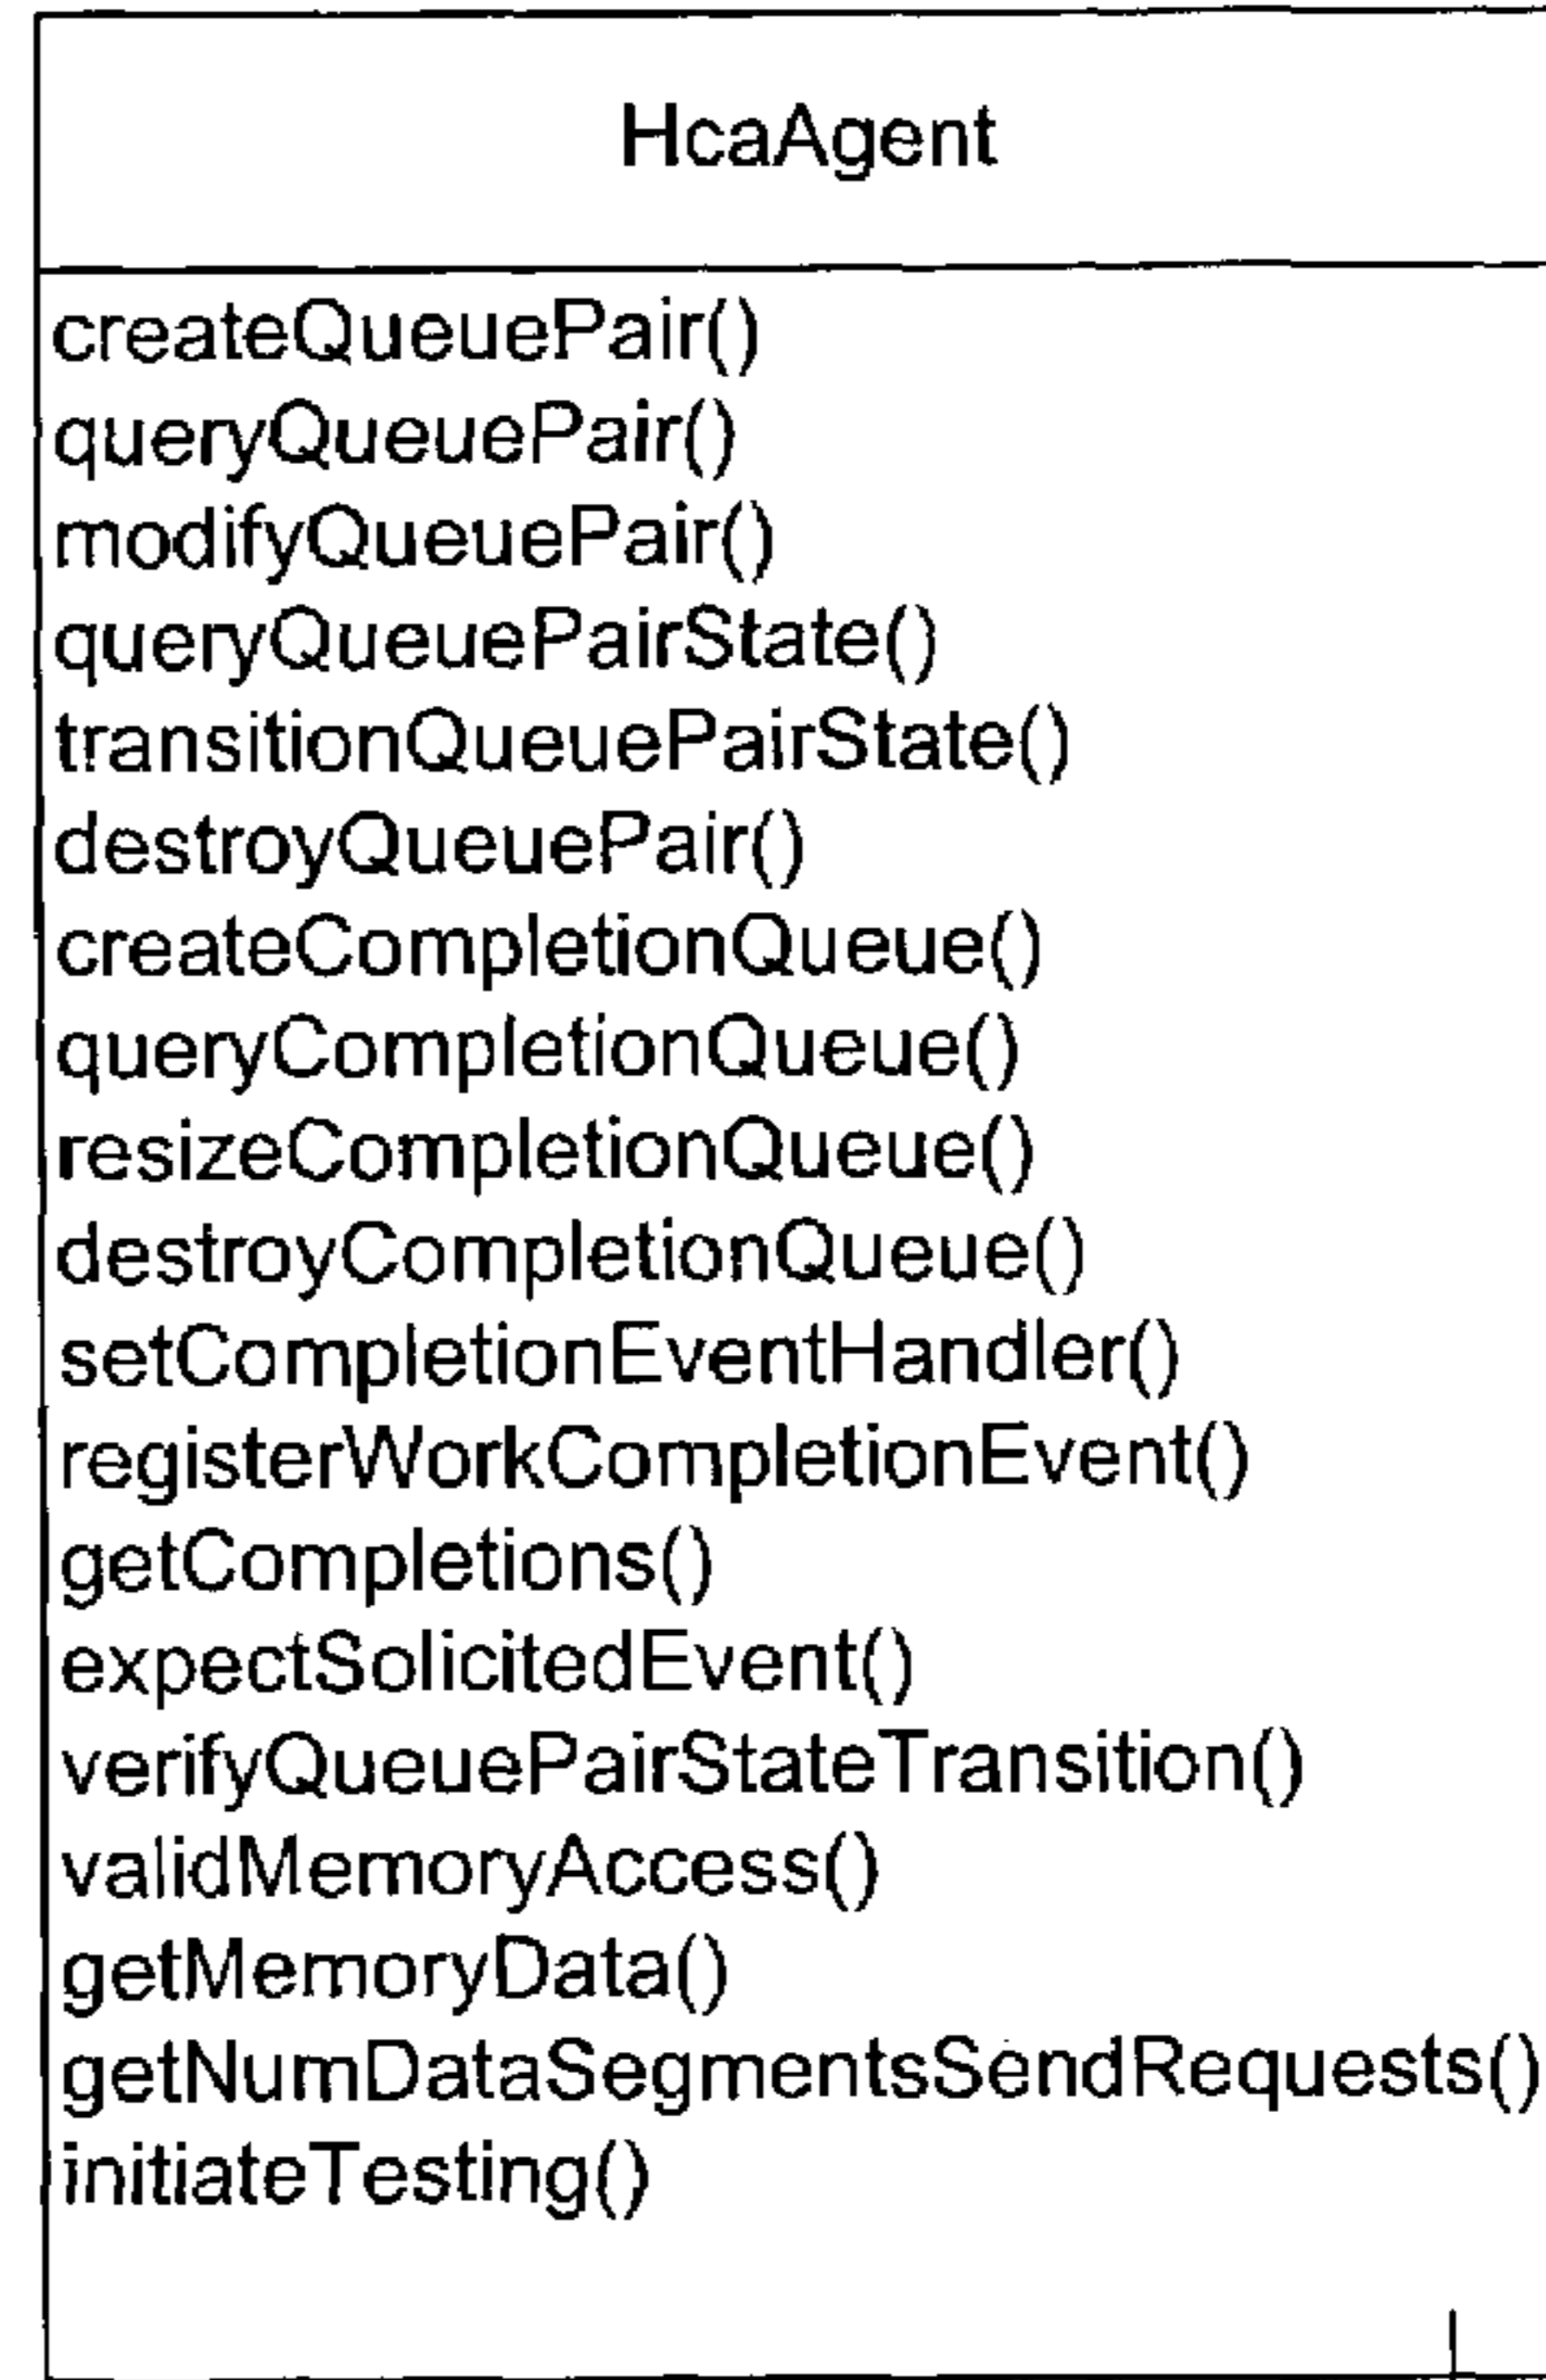 HcaAgent
createQueuePair()
queryQueuePair()
modifyQueuePair()
queryQueuePairState()
transitionQueuePairState()
destroyQueuePair()
createCompletionQueue()
queryCompletionQueue()
resizeCompletionQueue()
destroyCompletionQueue()
setCompletionEventHandler()
registerWorkCompletionEvent()
getCompletions()
expectSolicitedEvent()
verifyQueuePairStateTransition()
validMemoryAccess()
getMemoryData()
getNumDataSegmentsSendRequests()
initiateTesting()